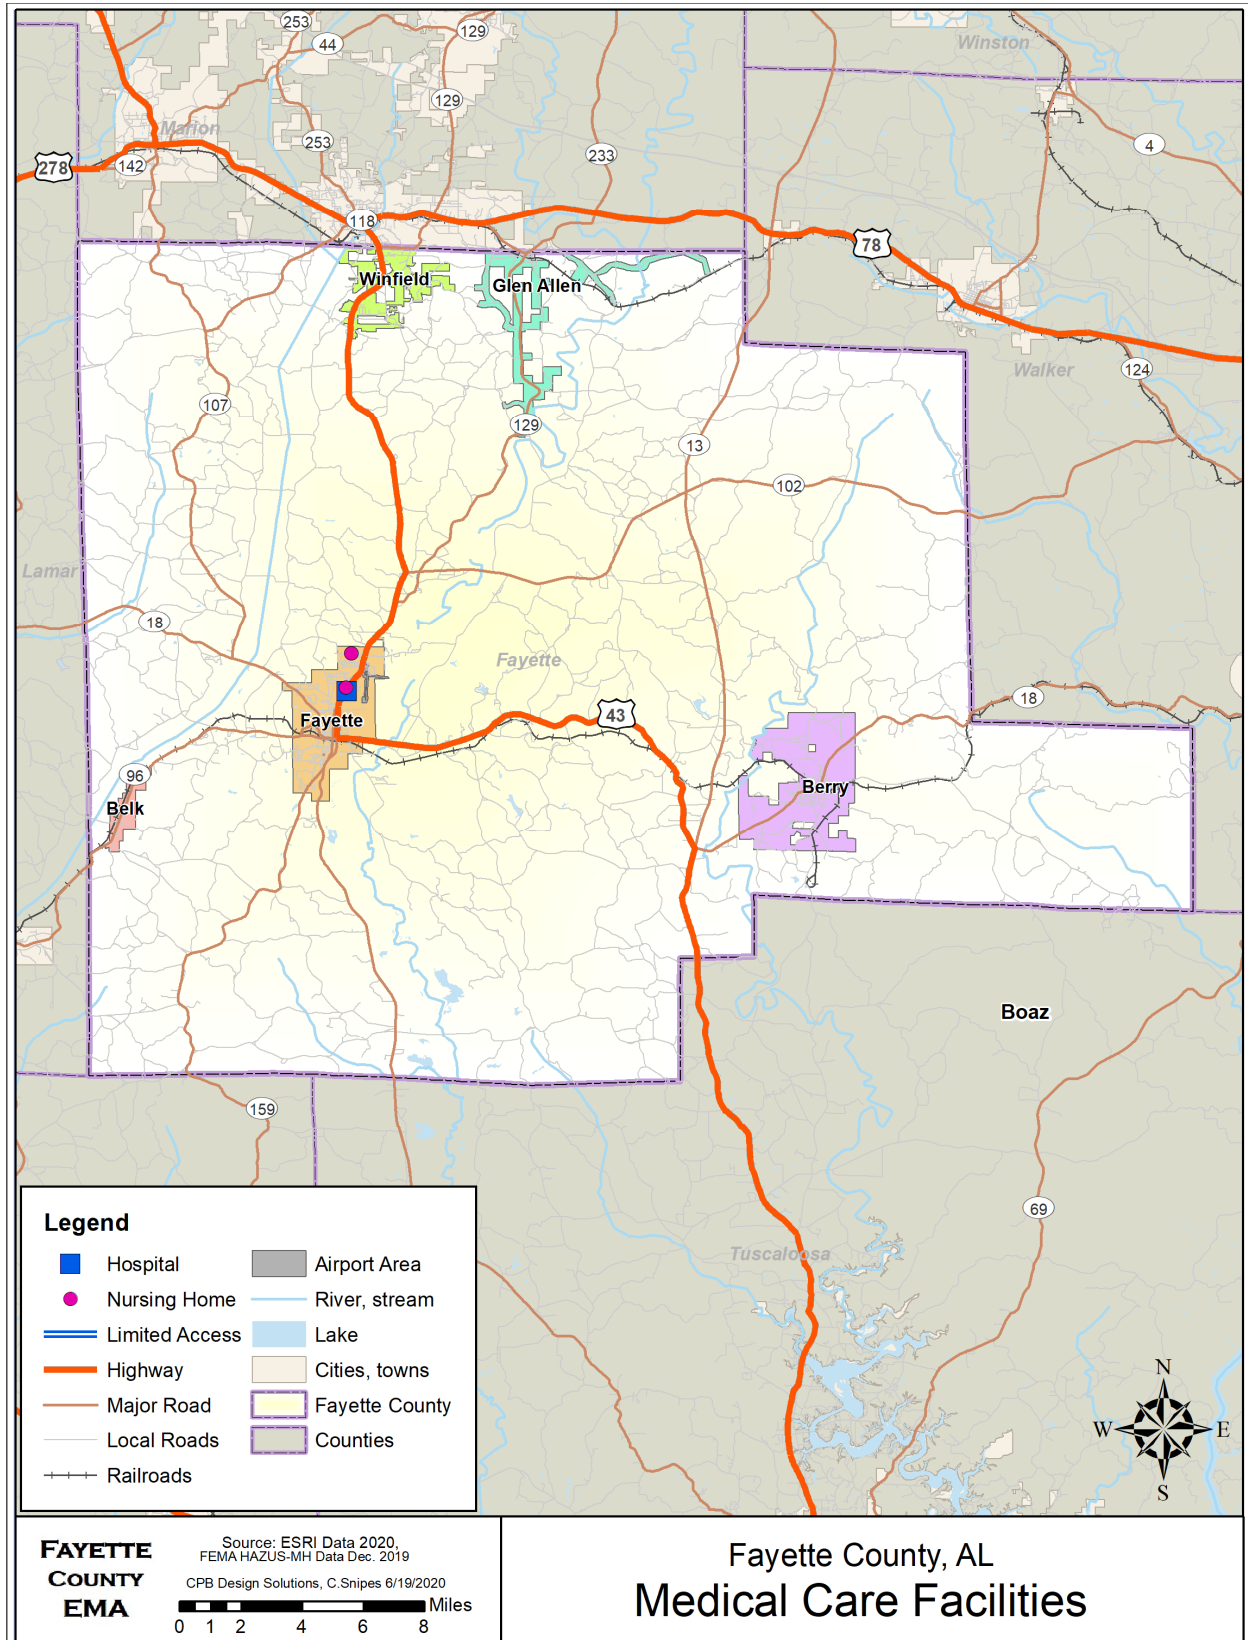 253
44
129
Winston
129
Marion
253
4
233
278
142
118
78
Winfield
Glen Allen
Walker
124
107
129
13
102
Lamar
18
Fayette
18
43
Fayette
96
Berry
Belk
Boaz
159
69
Tuscaloosa
Legend
Hospital
Nursing Home
Limited Access
Highway
Major Road
Local Roads
Railroads
Airport Area
River, stream
Lake
Cities, towns
Fayette County
Counties
N
W
E
S
FAYETTE
COUNTY
EMA
Source: ESRI Data 2020,
FEMA HAZUS-MH Data Dec. 2019
CPB Design Solutions, C.Snipes 6/19/2020
Miles
0 1 2 4 6 8
Fayette County, AL
Medical Care Facilities